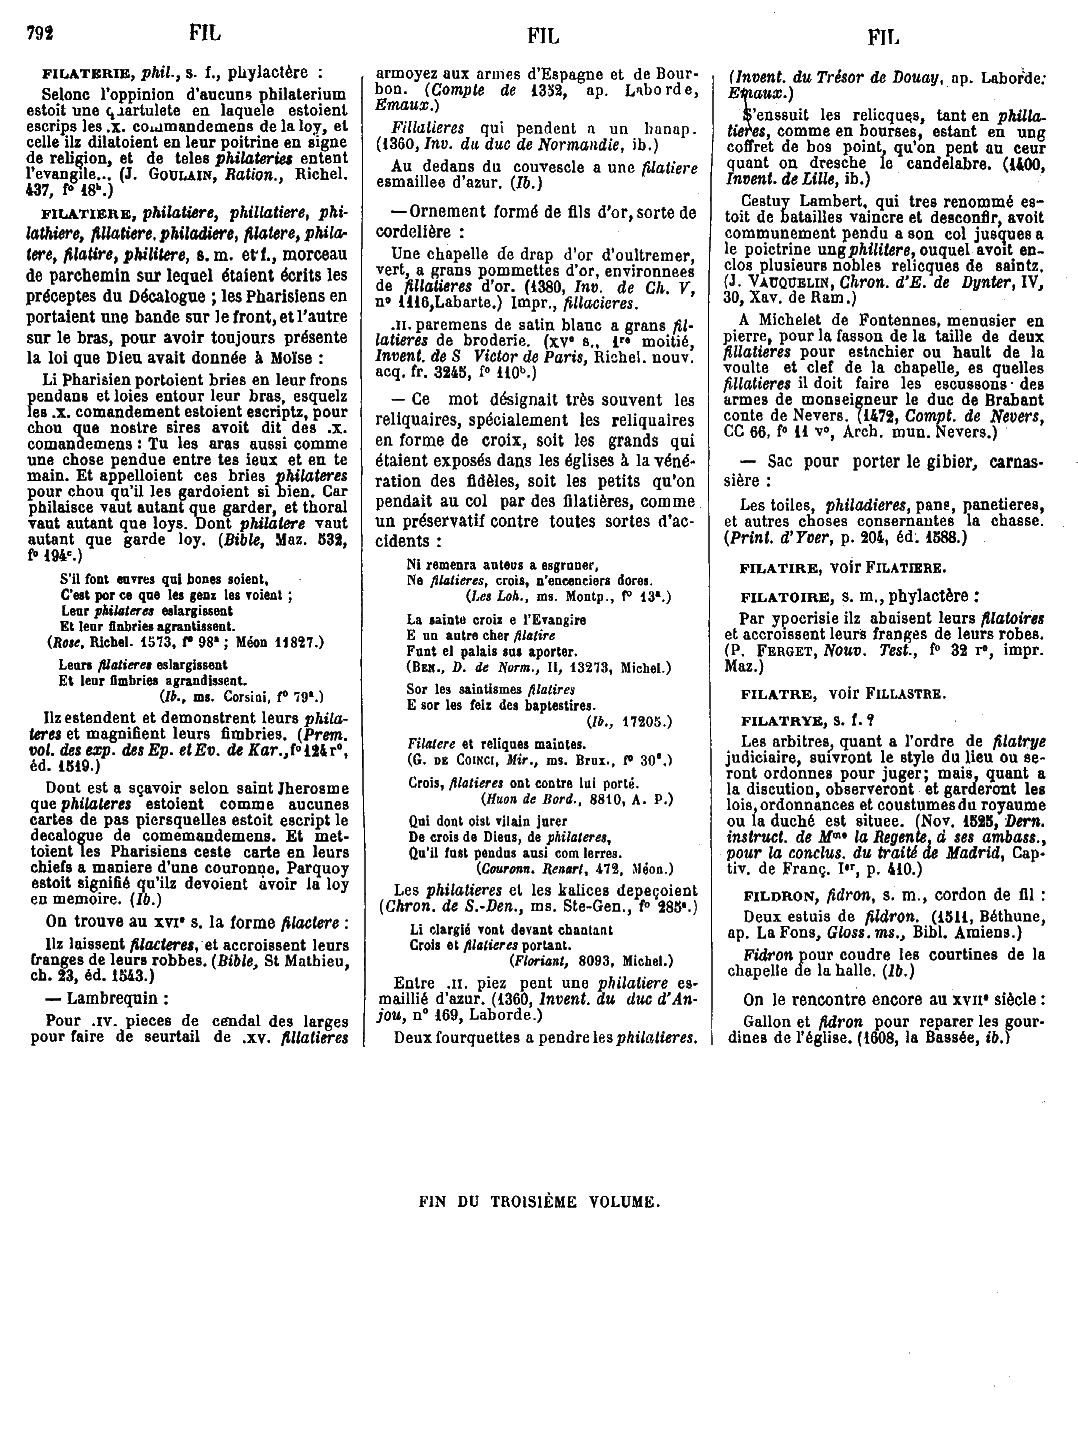 792 FIL FIL FIL
FILATERIE, phil., s. f., phylactère :
Selonc l'oppinion d'aucuns philaterium
estoit une quartulete en laquele estoient
escrips les .x. commandemens de la loy, et
celle ilz dilatoient en leur poitrine en signe
de religion, et de teles philateries entent
l'evangile... (J. GOULAIN, Ration., Richel.
437, f° 18ᵇ.)
FILATIERE, philatiere, phillatiere, phi-
lathiere, fillatiere, philadiere, filatere, phila-
tere, filatire, philitere, s. m. et f., morceau
de parchemin sur lequel étaient écrits les
préceptes du Décalogue ; les Pharisiens en
portaient une bande sur le front, et l'autre
sur le bras, pour avoir toujours présente
la loi que Dieu avait donnée à Moïse :
Li Pharisien portoient bries en leur frons
pendans et loies entour leur bras, esquelz
les .x. comandement estoient escriptz, pour
chou que nostre sires avoit dit des .x.
comandemens : Tu les aras aussi comme
une chose pendue entre tes ieux et en te
main. Et appelloient ces bries philateres
pour chou qu'il les gardoient si bien. Car
philaisce vaut autant que garder, et thoral
vaut autant que loys. Dont philatere vaut
autant que garde loy. (Bible, Maz. 532,
f° 194ᶜ.)
S'il font euvres qui bones soient,
C'est por ce que les genz les voient ;
Leur philateres eslargissent
Et leur finbries agrantissent.
(Rose, Richel. 1573, f° 98ᵃ ; Méon 11827.)
Leurs filatieres eslargissent
Et leur fimbries agrandissent.
(Ib., ms. Corsini, f° 79ᵃ.)
Ilz estendent et demonstrent leurs phila-
teres et magnifient leurs fimbries. (Prem.
vol. des exp. des Ep. et Ev. de Kar., f° 124 r°,
éd. 1519.)
Dont est a sçavoir selon saint Jherosme
que philateres estoient comme aucunes
cartes de pas piersquelles estoit escript le
decalogue de comemandemens. Et met-
toient les Pharisiens ceste carte en leurs
chiefs a maniere d'une couronne, Parquoy
estoit signifié qu'ilz devoient avoir la loy
en memoire. (Ib.)
On trouve au XVIᵉ s. la forme filactere :
Ilz laissent filacteres, et accroissent leurs
franges de leurs robbes. (Bible, St Mathieu,
ch. 23, éd. 1543.)
— Lambrequin :
Pour .IV. pieces de cendal des larges
pour faire de seurtail de .XV. fillatieres
armoyez aux armes d'Espagne et de Bour-
bon. (Compte de 1352, ap. Laborde,
Emaux.)
Fillatieres qui pendent a un hanap.
(1360, Inv. du duc de Normandie, ib.)
Au dedans du couvescle a une filatiere
esmaillee d'azur. (Ib.)
— Ornement formé de fils d'or, sorte de
cordelière :
Une chapelle de drap d'or d'oultremer,
vert, a grans pommettes d'or, environnees
de fillatieres d'or. (1380, Inv. de Ch. V,
n° 1116, Labarte.) Impr., fillacieres.
.II. paremens de satin blanc a grans fil-
latieres de broderie. (XVᵉ s., 1ʳᵉ moitié,
Invent. de S Victor de Paris, Richel. nouv.
acq. fr. 3245, f° 110ᵇ.)
— Ce mot désignait très souvent les
reliquaires, spécialement les reliquaires
en forme de croix, soit les grands qui
étaient exposés dans les églises à la véné-
ration des fidèles, soit les petits qu'on
pendait au col par des filatières, comme
un préservatif contre toutes sortes d'ac-
cidents :
Ni remenra auteus a esgruner,
Ne filatieres, crois, n'encenciers dores.
(Les Loh., ms. Montp., f° 13ᵃ.)
La sainte croiz e l'Evangire
E un autre cher filatire
Funt el palais sus aporter.
(BEN., D. de Norm., II, 13273, Michel.)
Sor les saintismes filatires
E sor les feiz des baptestires.
(Ib., 17205.)
Filatere et reliques maintes.
(G. DE COINCI, Mir., ms. Brux., f° 30ᵃ.)
Crois, filatieres ont contre lui porté.
(Huon de Bord., 8810, A. P.)
Qui dont oist vilain jurer
De crois de Dieus, de philateres,
Qu'il fust pendus ausi com lerres.
(Couronn. Renart, 472, Méon.)
Les philatieres et les kalices depeçoient
(Chron. de S.-Den., ms. Ste-Gen., f° 285ᵃ.)
Li clargié vont devant chantant
Crois et filatieres portant.
(Floriant, 8093, Michel.)
Entre .II. piez pent une philatiere es-
maillié d'azur. (1360, Invent. du duc d'An-
jou, n° 169, Laborde.)
Deux fourquettes a pendre les philatieres.
(Invent. du Trésor de Douay, ap. Laborde;
Emaux.)
S'enssuit les relicques, tant en philla-
tieres, comme en bourses, estant en ung
coffret de bos point, qu'on pent au ceur
quant on dresche le candelabre. (1400,
Invent. de Lille, ib.)
Cestuy Lambert, qui tres renommé es-
toit de batailles vaincre et desconfir, avoit
communement pendu a son col jusques a
le poictrine ung philitere, ouquel avoit en-
clos plusieurs nobles relicques de saintz.
(J. VAUQUELIN, Chron. d'E. de Dynter, IV,
30, Xav. de Ram.)
A Michelet de Fontennes, menusier en
pierre, pour la fasson de la taille de deux
fillatieres pour estachier ou hault de la
voulte et clef de la chapelle, es quelles
fillatieres il doit faire les escussons des
armes de monseigneur le duc de Brabant
conte de Nevers. (1472, Compt. de Nevers,
CC 66, f° 11 v°, Arch. mun. Nevers.)
— Sac pour porter le gibier, carnas-
sière :
Les toiles, philadieres, pans, panetieres,
et autres choses consernantes la chasse.
(Print. d'Yver, p. 204, éd. 1588.)
FILATIRE, voir FILATIERE.
FILATOIRE, s. m., phylactère :
Par ypocrisie ilz abaisent leurs filatoires
et accroissent leurs franges de leurs robes.
(P. FERGET, Nouv. Test., f° 32 r°, impr.
Maz.)
FILATRE, voir FILLASTRE.
FILATRYE, s. f. ?
Les arbitres, quant a l'ordre de filatrye
judiciaire, suivront le style du lieu ou se-
ront ordonnes pour juger; mais, quant a
la discution, observeront et garderont les
lois, ordonnances et coustumes du royaume
ou la duché est situee. (Nov. 1525, Dern.
instruct. de Mᵐᵉ la Regente, à ses ambass.,
pour la conclus. du traité de Madrid, Cap-
tiv. de Franç. Iᵉʳ, p. 410.)
FILDRON, fidron, s. m., cordon de fil :
Deux estuis de fildron. (1511, Béthune,
ap. La Fons, Gloss. ms., Bibl. Amiens.)
Fidron pour coudre les courtines de la
chapelle de la halle. (Ib.)
On le rencontre encore au XVIIᵉ siècle :
Gallon et fidron pour reparer les gour-
dines de l'église. (1608, la Bassée, ib.)
FIN DU TROISIÈME VOLUME.